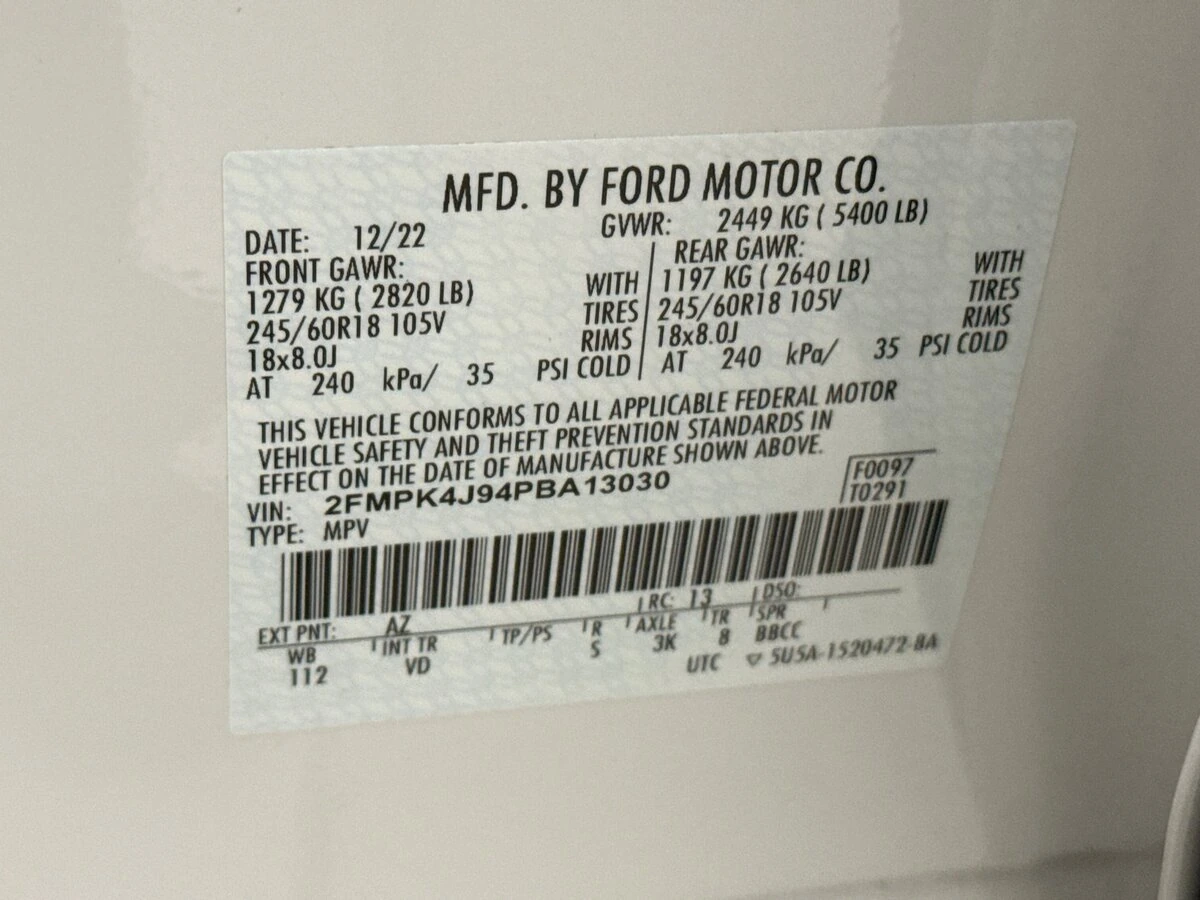 MFD. BY FORD MOTOR CO.
DATE: 12/22 GVWR: 2449 KG ( 5400 LB)
FRONT GAWR: REAR GAWR:
1279 KG ( 2820 LB) WITH 1197 KG ( 2640 LB) WITH
245/60R18 105V TIRES 245/60R18 105V TIRES
18x8.0J RIMS 18x8.0J RIMS
AT 240 kPa/ 35 PSI COLD AT 240 kPa/ 35 PSI COLD
THIS VEHICLE CONFORMS TO ALL APPLICABLE FEDERAL MOTOR
VEHICLE SAFETY AND THEFT PREVENTION STANDARDS IN
EFFECT ON THE DATE OF MANUFACTURE SHOWN ABOVE.
VIN: 2FMPK4J94PBA13030 F0097
TYPE: MPV T0291
EXT PNT: AZ RC: 13 DSO:
WB INT TR TP/PS R AXLE TR SPR
112 VD S 3K 8 BBCC
UTC ▽ 5U5A-1520472-BA